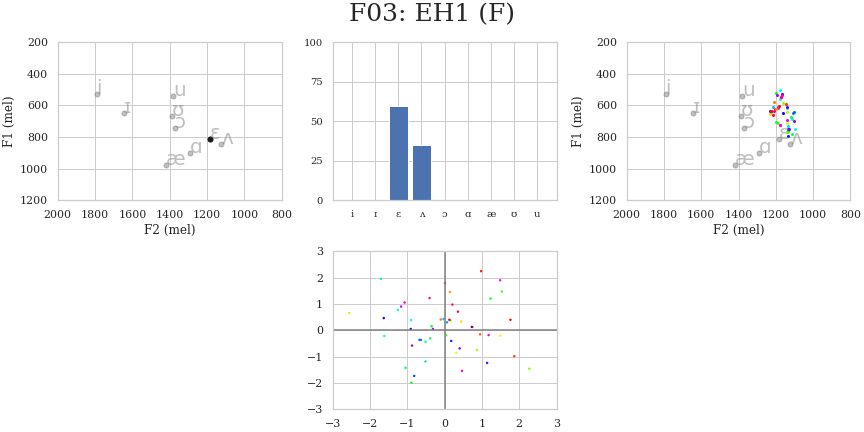 F03: EH1 (F)
200
400
600
800
1000
1200
F1 (mel)
2000 1800 1600 1400 1200 1000 800
F2 (mel)
i
ɪ
u
ʊ
ɔ
ɛ
ʌ
ɑ
æ
100
75
50
25
0
i ɪ ɛ ʌ ɔ ɑ æ ʊ u
200
400
600
800
1000
1200
F1 (mel)
2000 1800 1600 1400 1200 1000 800
F2 (mel)
i
ɪ
u
ʊ
ɔ
ɛ
ʌ
ɑ
æ
3
2
1
0
−1
−2
−3
−3 −2 −1 0 1 2 3